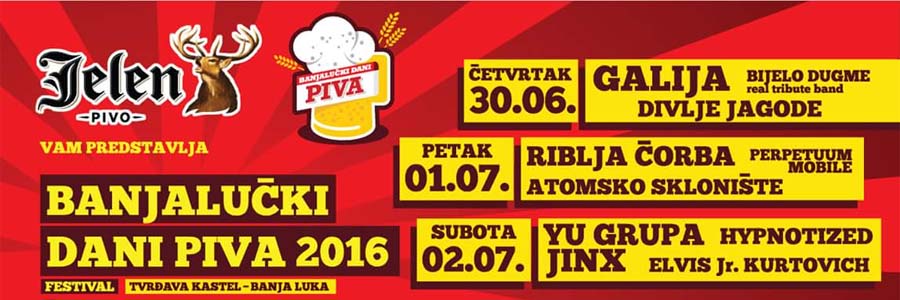 Jelen
PIVO
VAM PREDSTAVLJA
BANJALUČKI
DANI PIVA 2016
FESTIVAL TVRĐAVA KASTEL - BANJA LUKA
BANJALUČKI DANI
PIVA
ČETVRTAK
30.06.
GALIJA BIJELO DUGME
real tribute band
DIVLJE JAGODE
PETAK
01.07.
RIBLJA ČORBA PERPETUUM
MOBILE
ATOMSKO SKLONIŠTE
SUBOTA
02.07.
YU GRUPA HYPNOTIZED
JINX ELVIS Jr. KURTOVICH